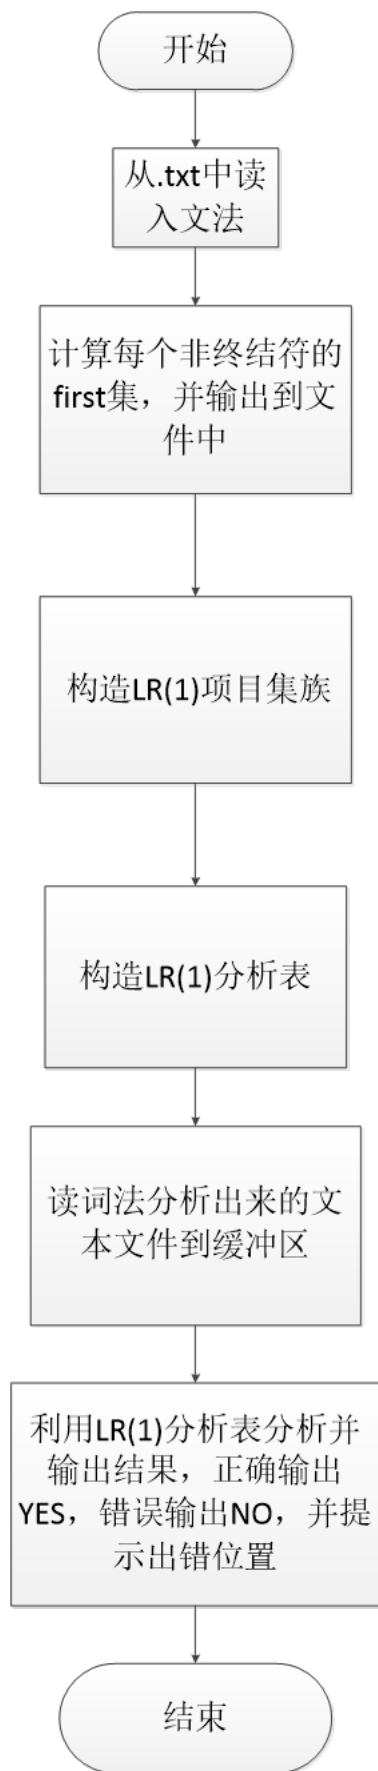 开始
从.txt中读
入文法
计算每个非终结符的
first集，并输出到文
件中
构造LR(1)项目集族
构造LR(1)分析表
读词法分析出来的文
本文件到缓冲区
利用LR(1)分析表分析并
输出结果，正确输出
YES，错误输出NO，并提
示出错位置
结束